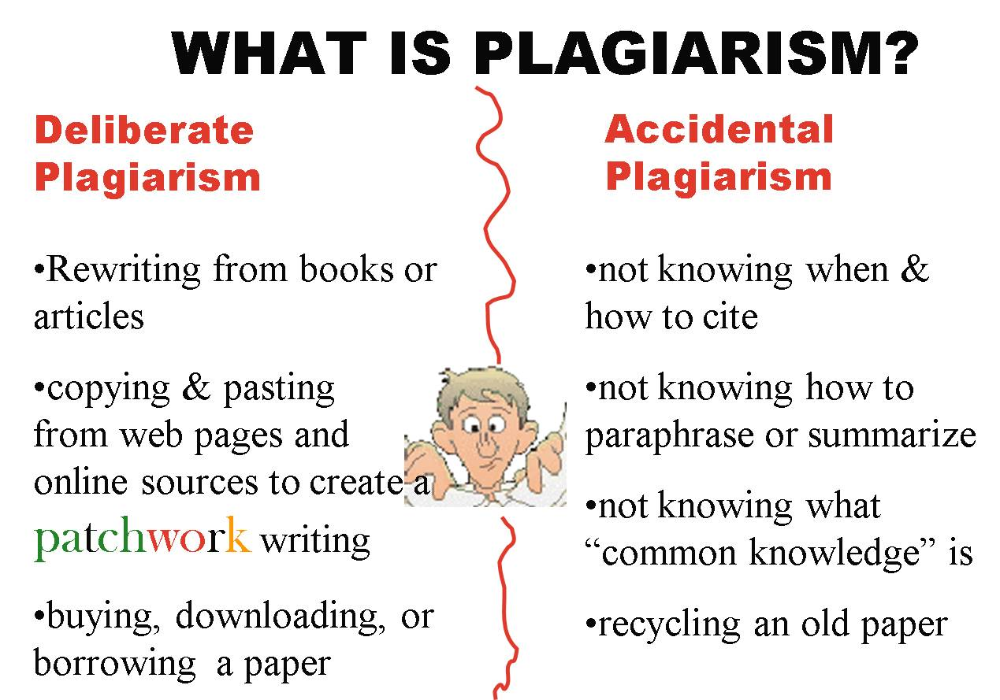 WHAT IS PLAGIARISM?
Deliberate
Plagiarism
•Rewriting from books or
articles
•copying & pasting
from web pages and
online sources to create a
patchwork writing
•buying, downloading, or
borrowing a paper
Accidental
Plagiarism
•not knowing when &
how to cite
•not knowing how to
paraphrase or summarize
•not knowing what
“common knowledge” is
•recycling an old paper